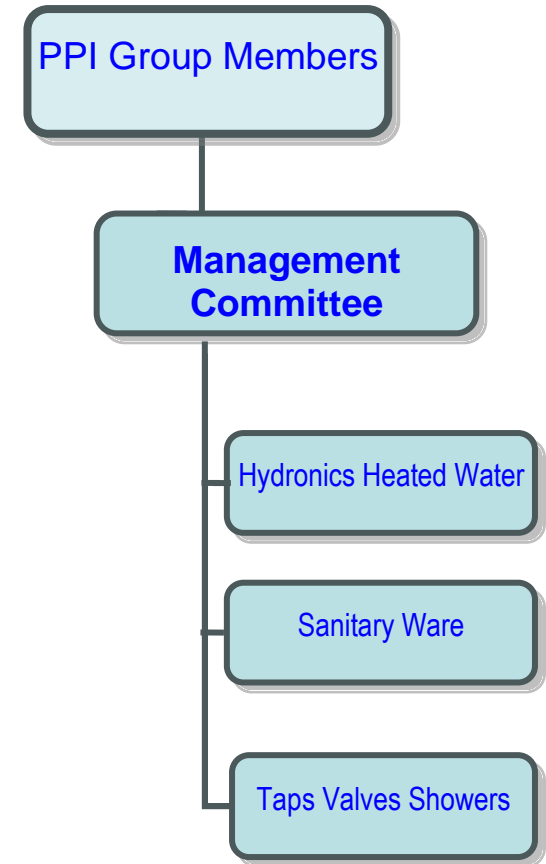 PPI Group Members
Management
Committee
Hydronics Heated Water
Sanitary Ware
Taps Valves Showers